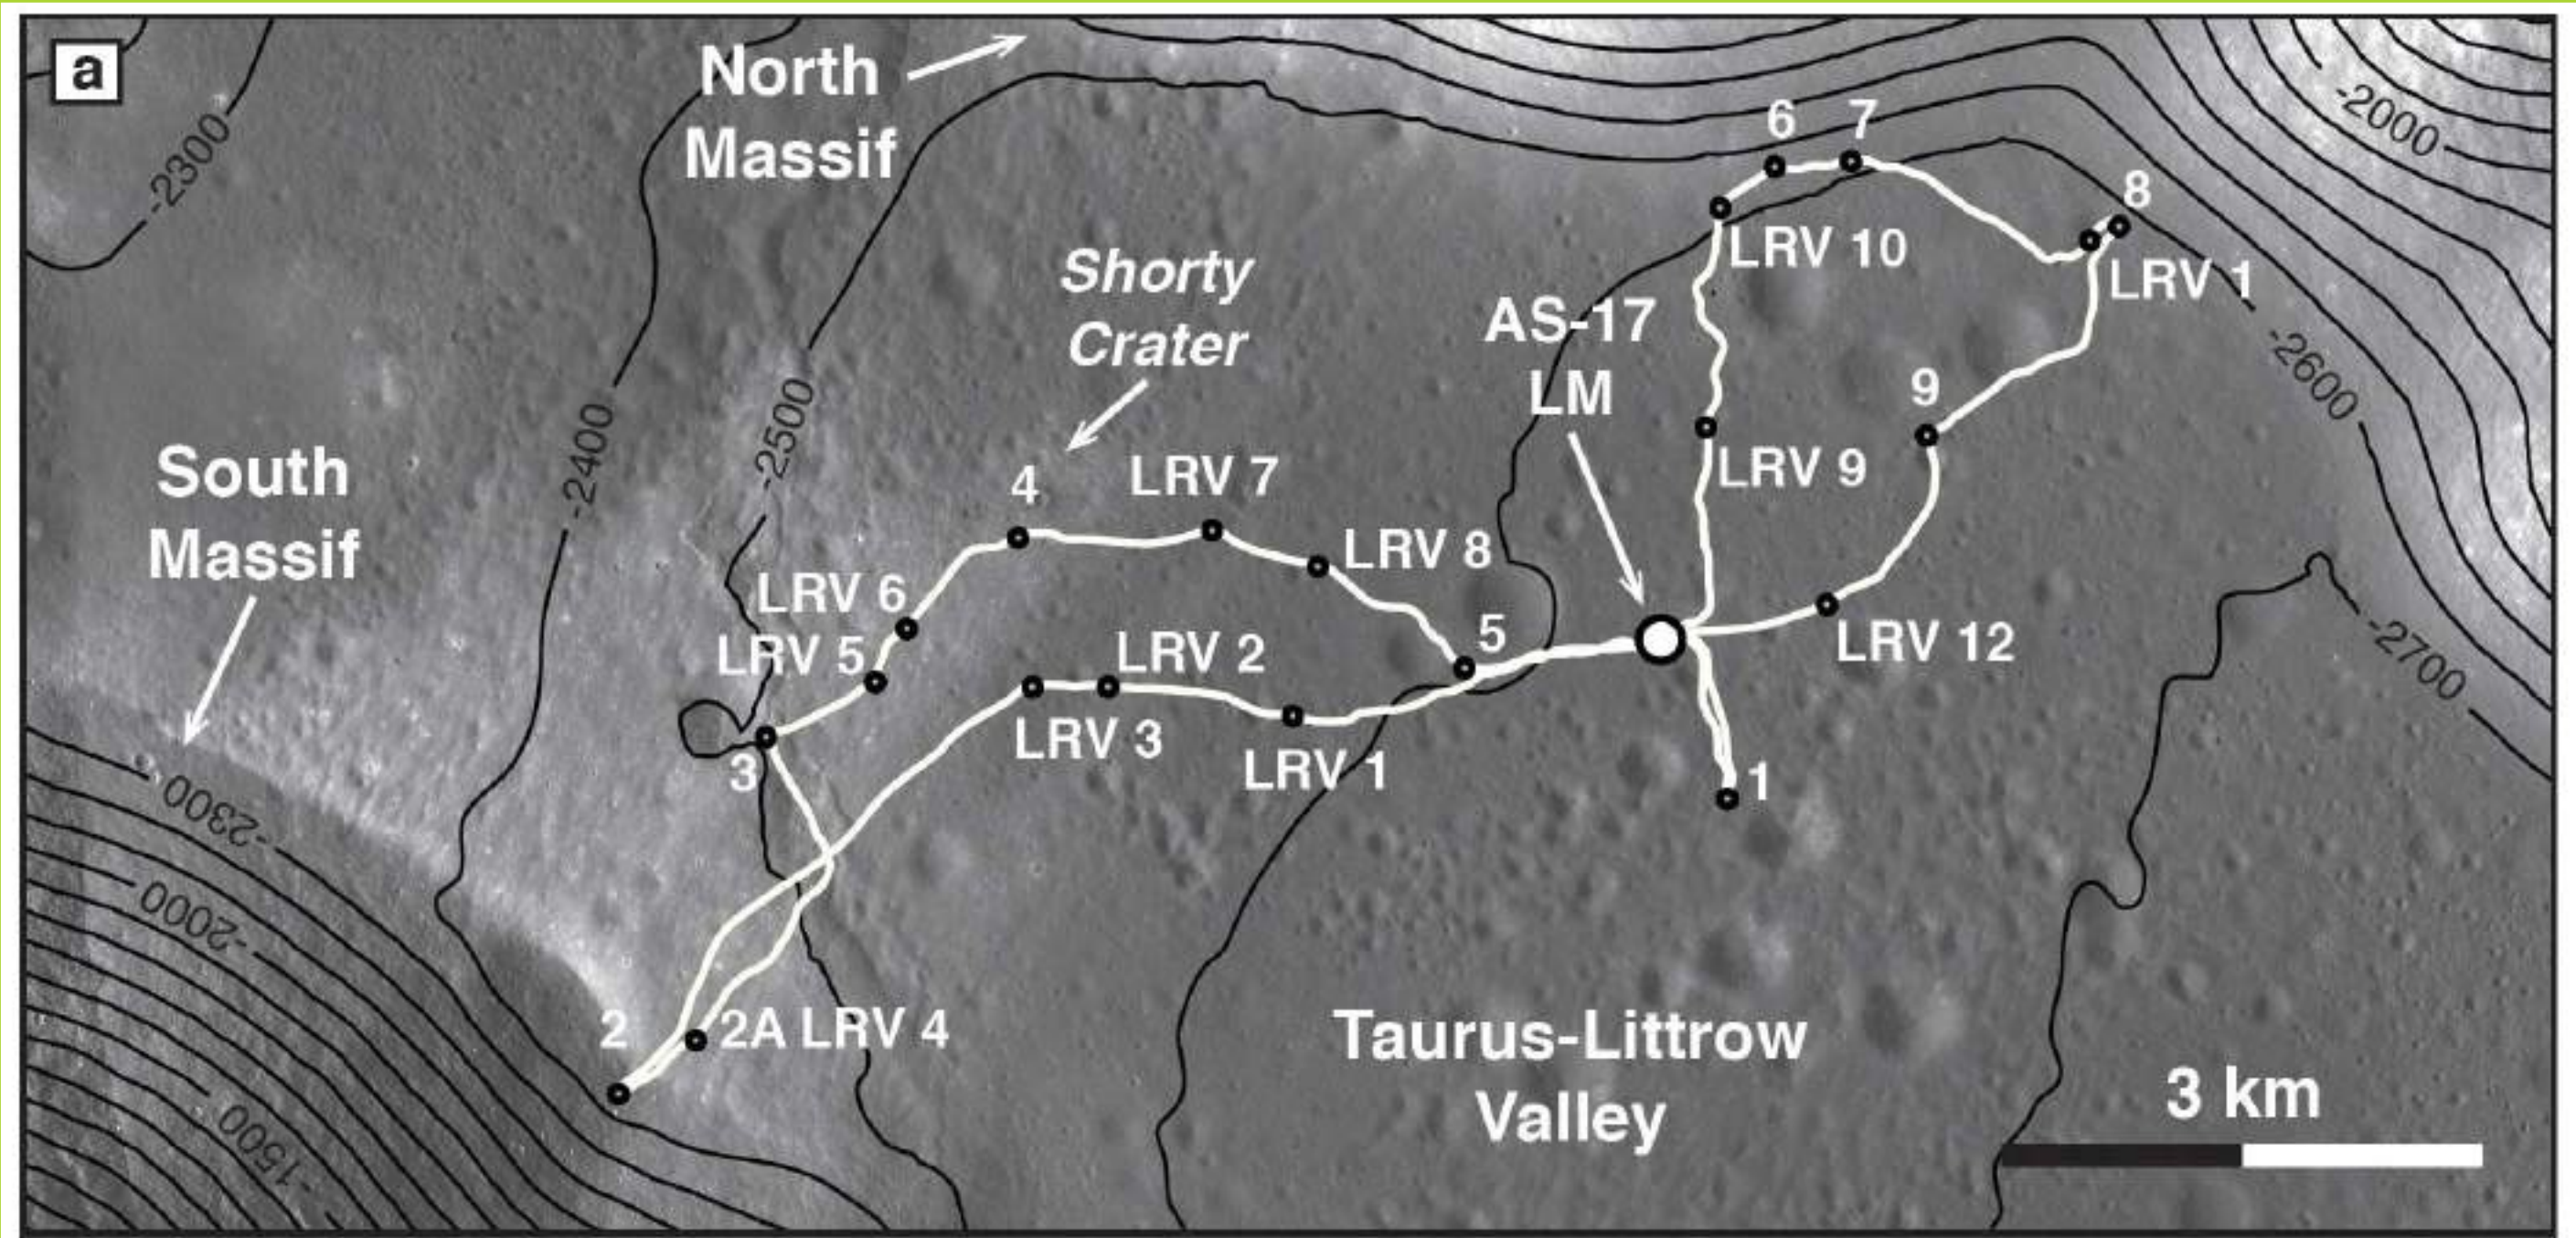 a
North
Massif
-2300
-2000
6
7
8
LRV 10
LRV 1
Shorty
Crater
AS-17
LM
-2600
-2500
-2400
9
South
Massif
4
LRV 7
LRV 9
LRV 8
LRV 6
LRV 5
LRV 2
5
LRV 12
-2700
3
LRV 3
LRV 1
1
-2300
-2000
2
2A LRV 4
Taurus-Littrow
Valley
3 km
-1500